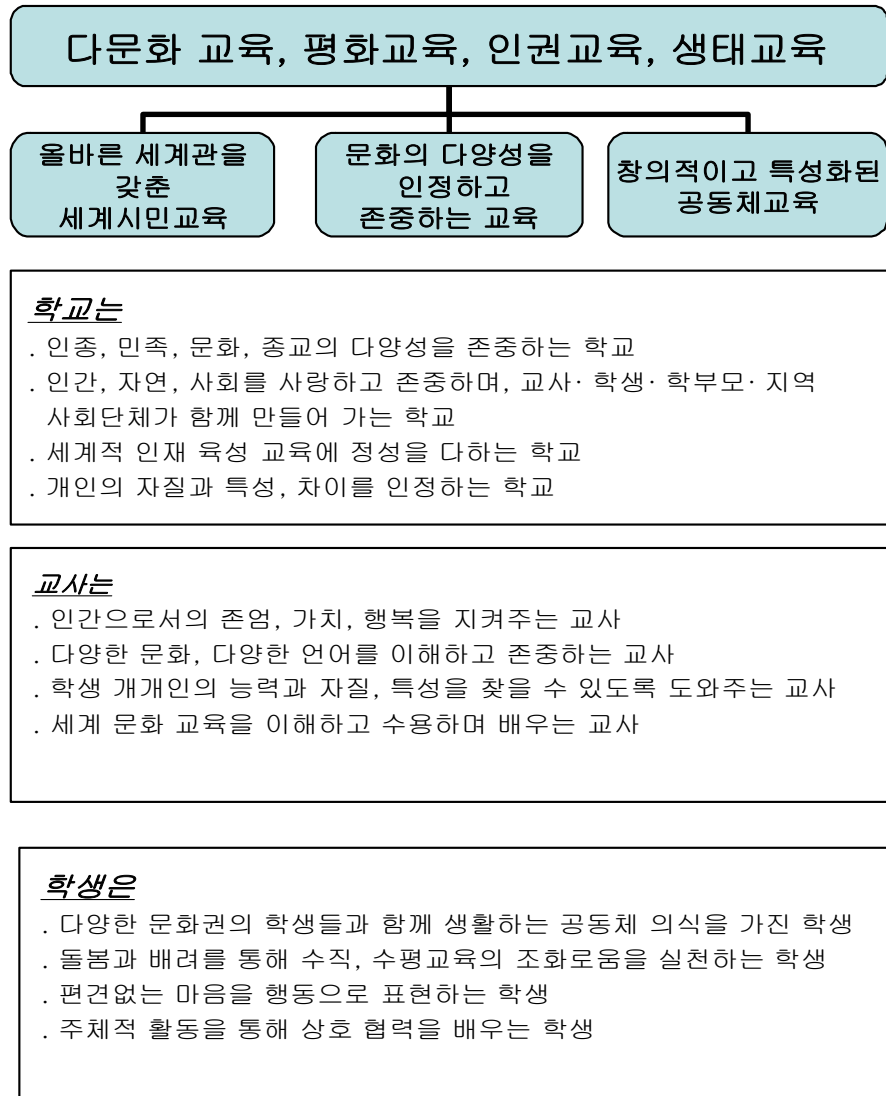 다문화 교육, 평화교육, 인권교육, 생태교육
올바른 세계관을
갖춘
세계시민교육
문화의 다양성을
인정하고
존중하는 교육
창의적이고 특성화된
공동체교육
학교는
. 인종, 민족, 문화, 종교의 다양성을 존중하는 학교
. 인간, 자연, 사회를 사랑하고 존중하며, 교사· 학생· 학부모· 지역
사회단체가 함께 만들어 가는 학교
. 세계적 인재 육성 교육에 정성을 다하는 학교
. 개인의 자질과 특성, 차이를 인정하는 학교
교사는
. 인간으로서의 존엄, 가치, 행복을 지켜주는 교사
. 다양한 문화, 다양한 언어를 이해하고 존중하는 교사
. 학생 개개인의 능력과 자질, 특성을 찾을 수 있도록 도와주는 교사
. 세계 문화 교육을 이해하고 수용하며 배우는 교사
학생은
. 다양한 문화권의 학생들과 함께 생활하는 공동체 의식을 가진 학생
. 돌봄과 배려를 통해 수직, 수평교육의 조화로움을 실천하는 학생
. 편견없는 마음을 행동으로 표현하는 학생
. 주체적 활동을 통해 상호 협력을 배우는 학생